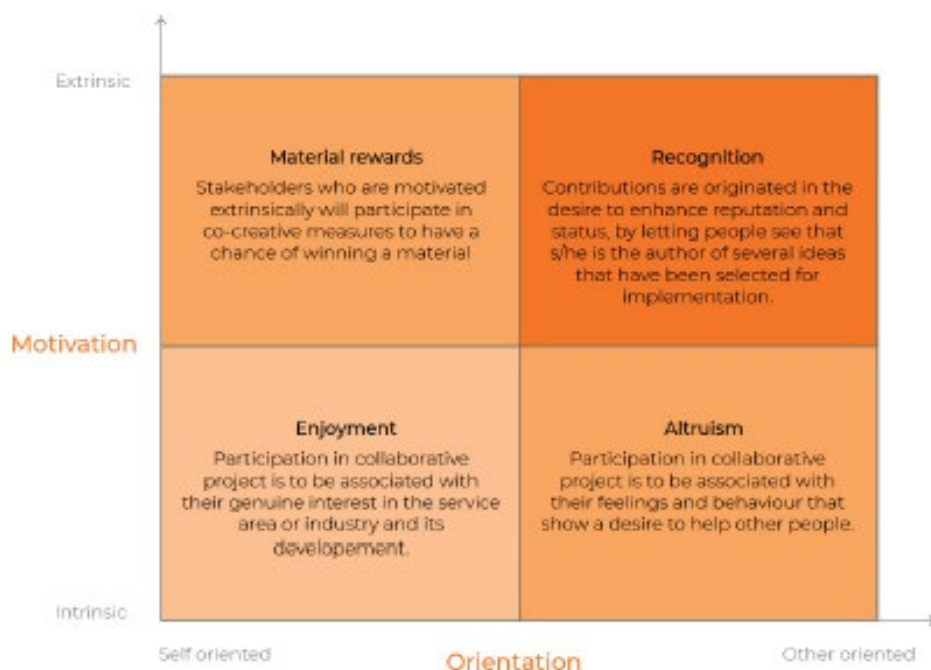 Extrinsic
Material rewards
Stakeholders who are motivated
extrinsically will participate in
co-creative measures to have a
chance of winning a material
Recognition
Contributions are originated in the
desire to enhance reputation and
status, by letting people see that
s/he is the author of several ideas
that have been selected for
implementation.
Motivation
Enjoyment
Participation in collaborative
project is to be associated with
their genuine interest in the service
area or industry and its
developement.
Altruism
Participation in collaborative
project is to be associated with
their feelings and behaviour that
show a desire to help other people.
Intrinsic
Self oriented
Orientation
Other oriented